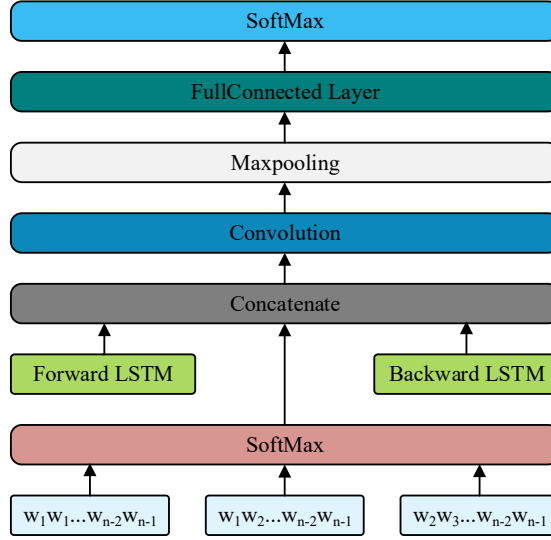 SoftMax
FullConnected Layer
Maxpooling
Convolution
Concatenate
Forward LSTM
Backward LSTM
SoftMax
w₁w₁...wₙ₋₂wₙ₋₁
w₁w₂...wₙ₋₂wₙ₋₁
w₂w₃...wₙ₋₂wₙ₋₁